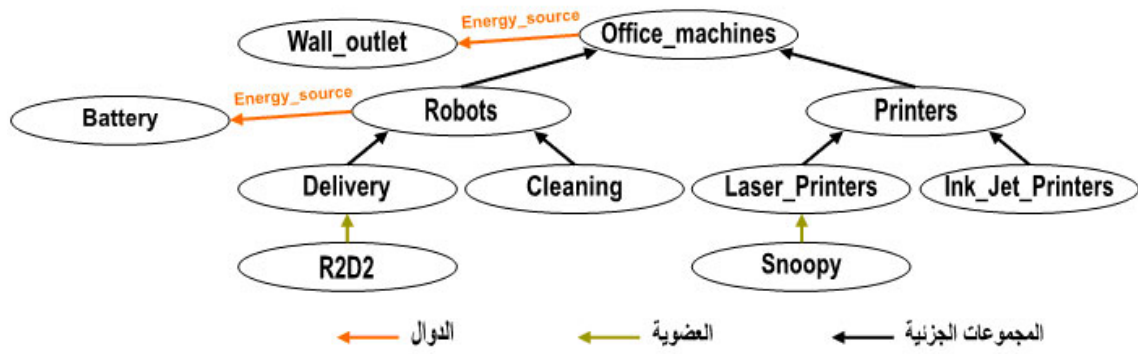 Energy_source
Office_machines
Wall_outlet
Energy_source
Battery
Robots
Printers
Delivery
Cleaning
Laser_Printers
Ink_Jet_Printers
R2D2
Snoopy
المجموعات الجزئية
العضوية
الدوال